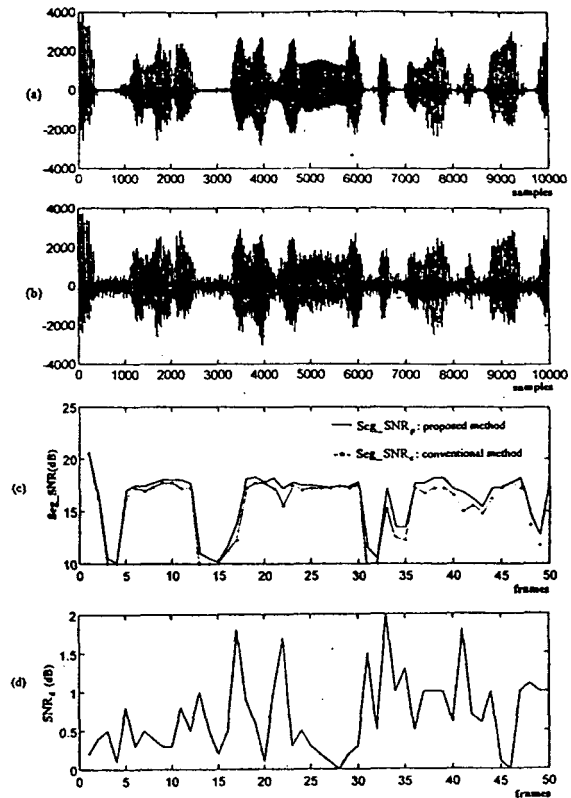 4000
2000
(a)
0
-2000
-4000
0 1000 2000 3000 4000 5000 6000 7000 8000 9000 10000
samples
4000
2000
(b)
0
-2000
4000
0 1000 2000 3000 4000 5000 6000 7000 8000 9000 10000
samples
25
Seg_SNRp : proposed method
20
Seg_SNRc : conventional method
(c)
Seg_SNR(dB)
15
10
0 5 10 15 20 25 30 35 40 45 50
frames
2
1.5
(d)
SNRd (dB)
1
0.5
0
0 5 10 15 20 25 30 35 40 45 50
frames